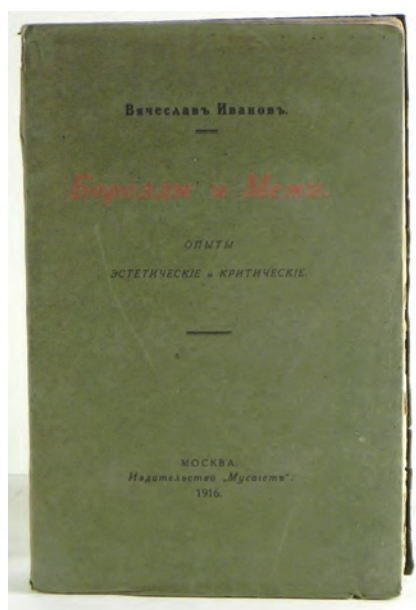 Вячеславъ Ивановъ.
Борозды и Межи.
ОПЫТЫ
ЭСТЕТИЧЕСКІЕ и КРИТИЧЕСКІЕ.
МОСКВА.
Издательство „Мусагетъ".
1916.